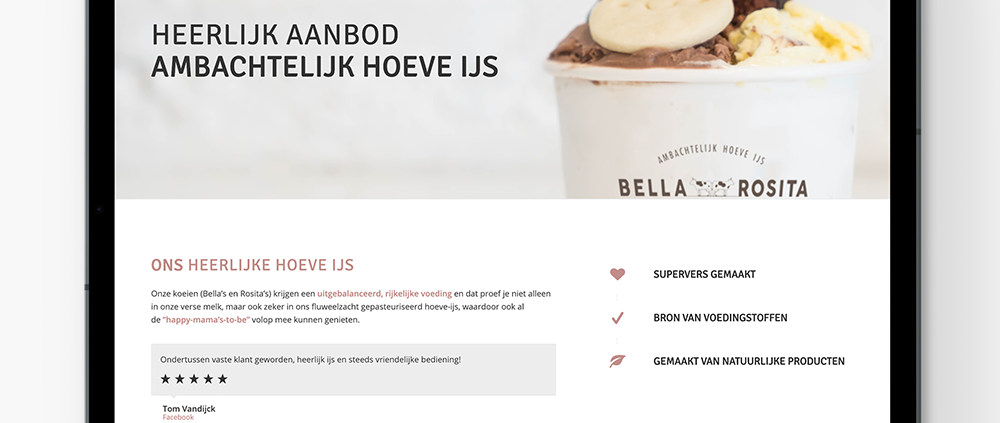 HEERLIJK AANBOD
AMBACHTELIJK HOEVE IJS
AMBACHTELIJK HOEVE IJS
BELLA ROSITA
ONS HEERLIJKE HOEVE IJS
Onze koeien (Bella's en Rosita's) krijgen een uitgebalanceerd, rijkelijke voeding en dat proef je niet alleen
in onze verse melk, maar ook zeker in ons fluweelzacht gepasteuriseerd hoeve-ijs, waardoor ook al
de “happy-mama's-to-be” volop mee kunnen genieten.
Ondertussen vaste klant geworden, heerlijk ijs en steeds vriendelijke bediening!
★ ★ ★ ★ ★
Tom Vandijck
Facebook
SUPERVERS GEMAAKT
BRON VAN VOEDINGSTOFFEN
GEMAAKT VAN NATUURLIJKE PRODUCTEN